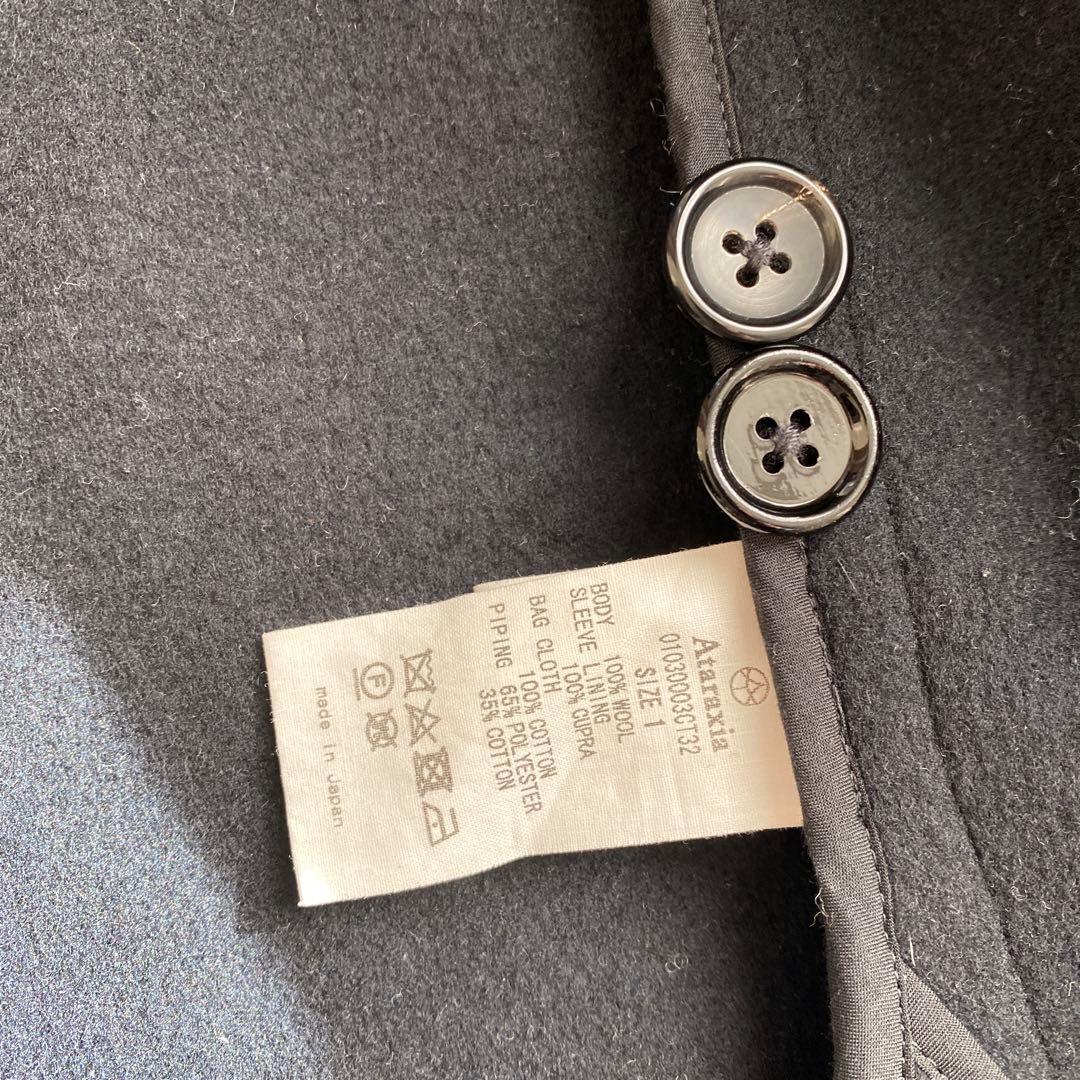 Ataraxia
01030003CT32
SIZE 1
BODY
100% WOOL
SLEEVE LINING
100% CUPRA
BAG CLOTH
100% COTTON
PIPING 65% POLYESTER
35% COTTON
F
made in Japan